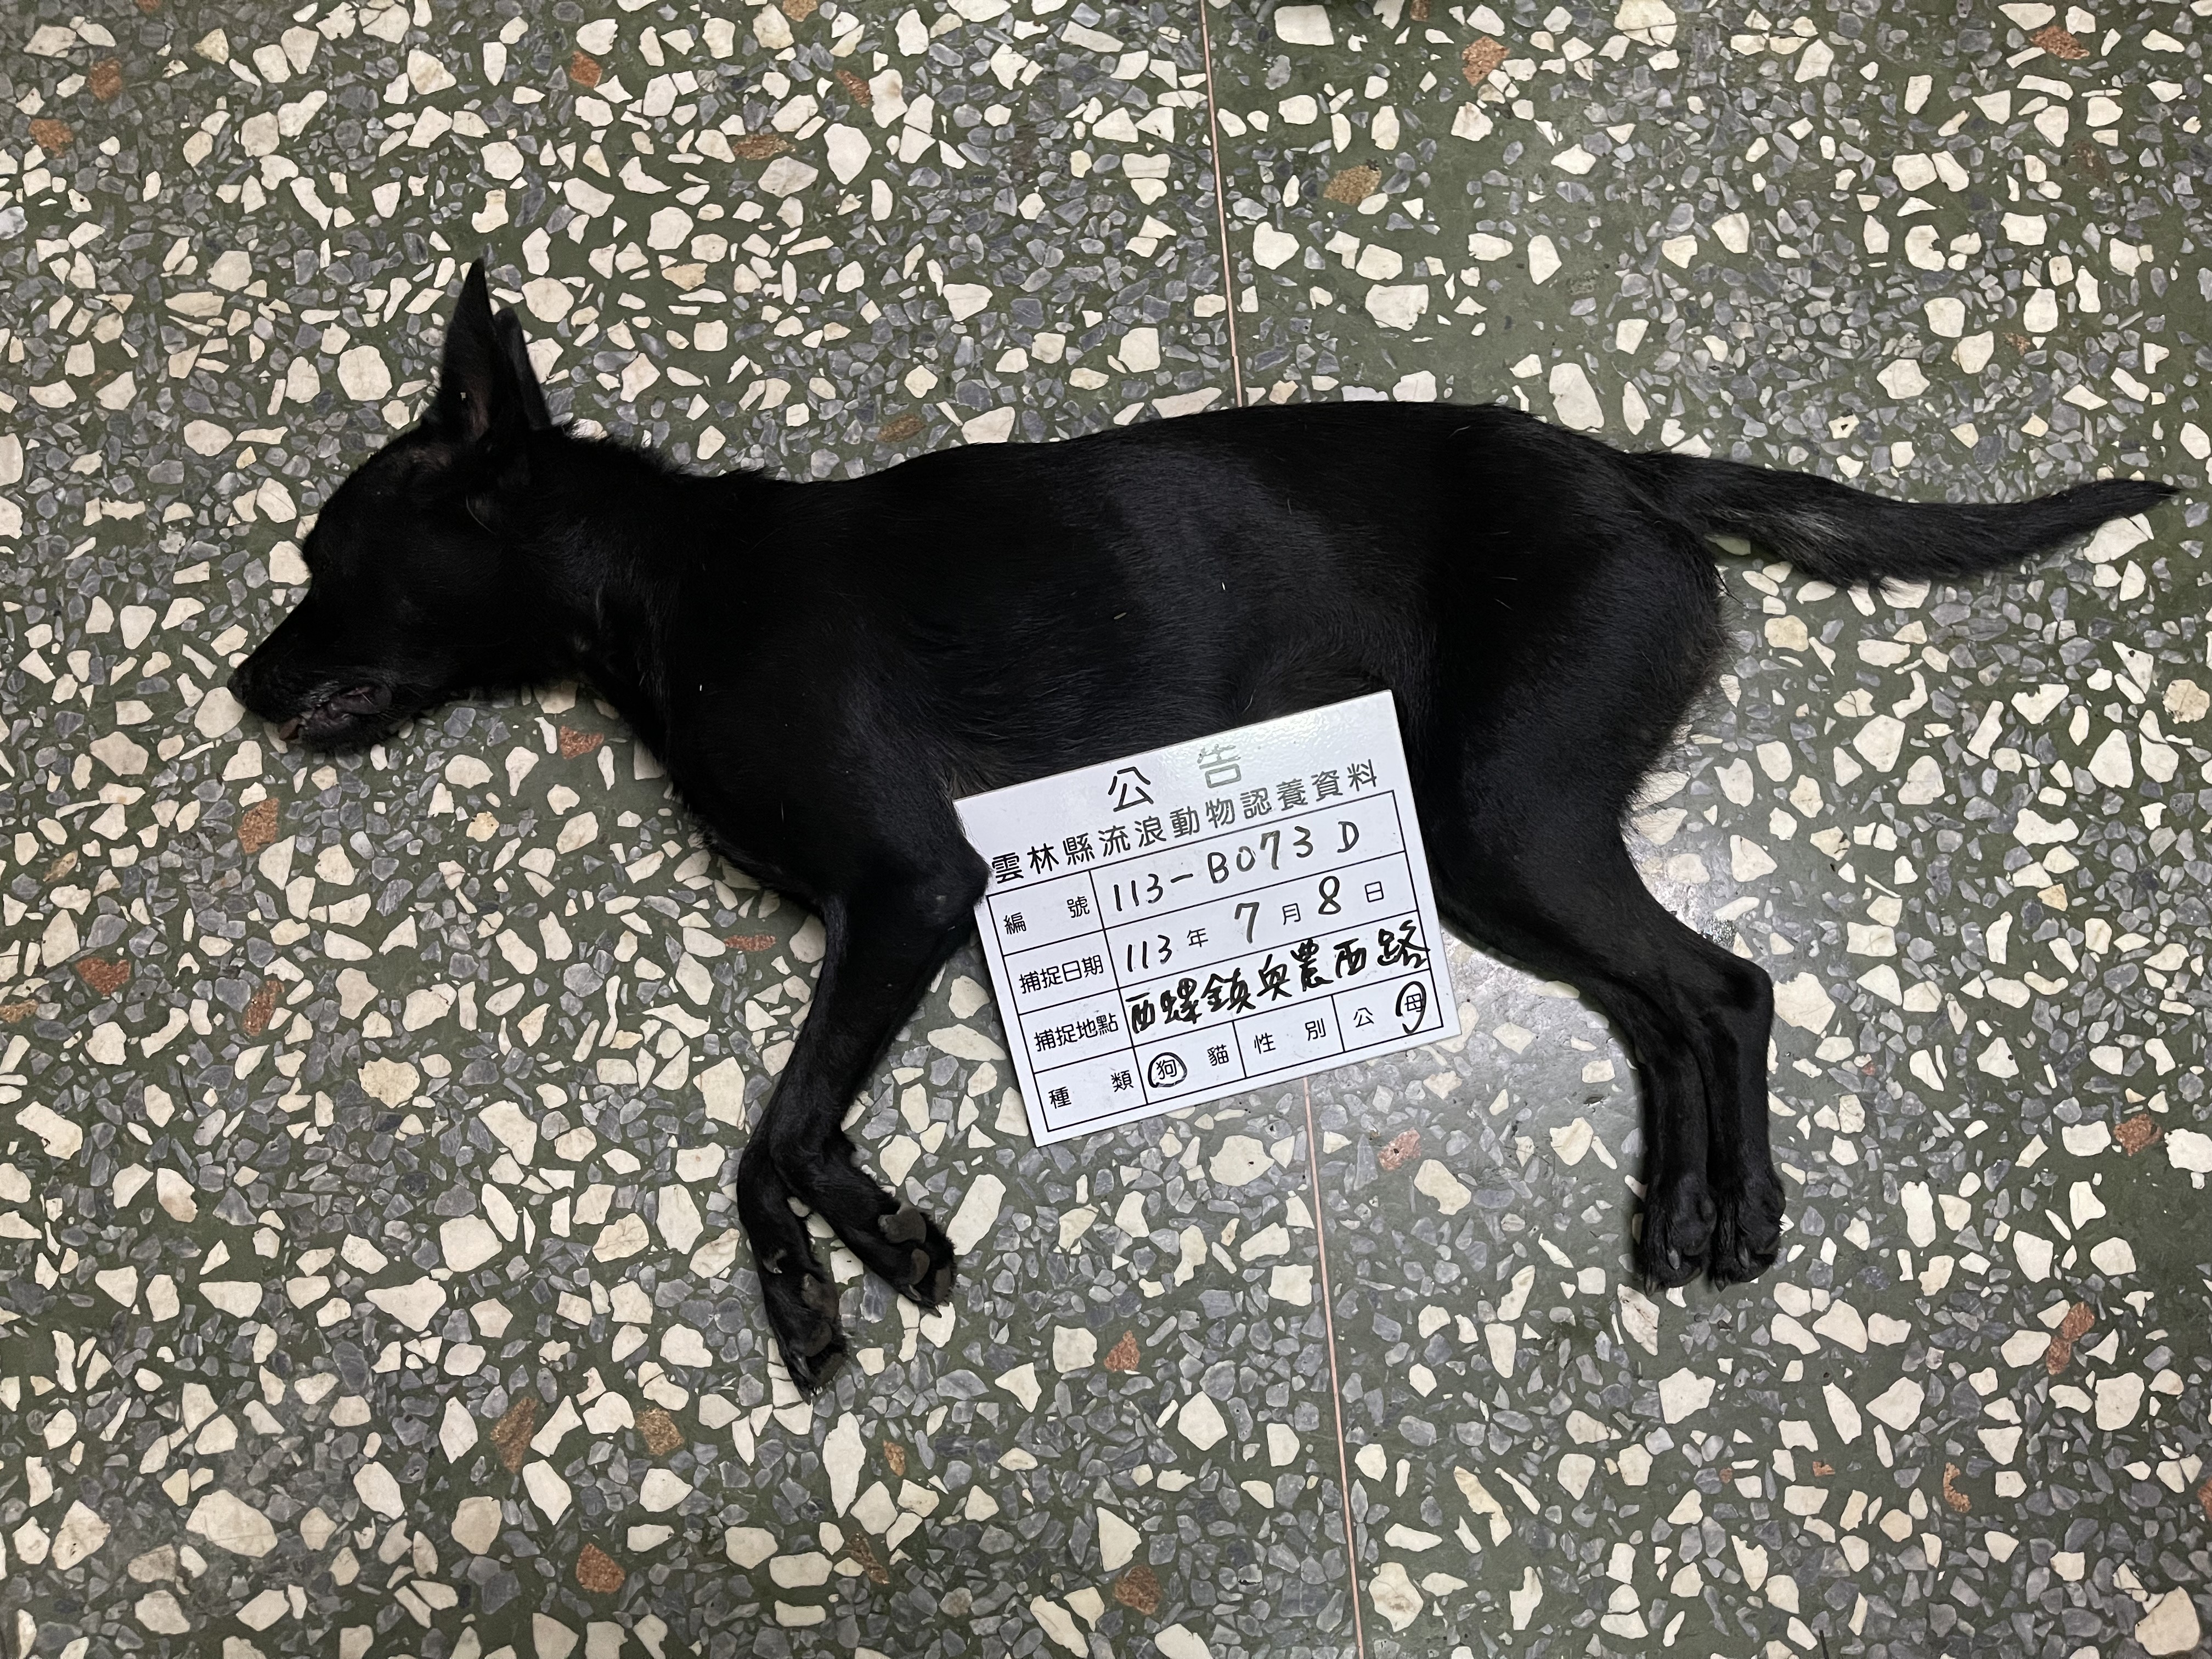 公告
雲林縣流浪動物認養資料
編號 113-B073D
捕捉日期 113年7月8日
捕捉地點 西螺鎮興農西路
種類 狗 貓 性別 公 母